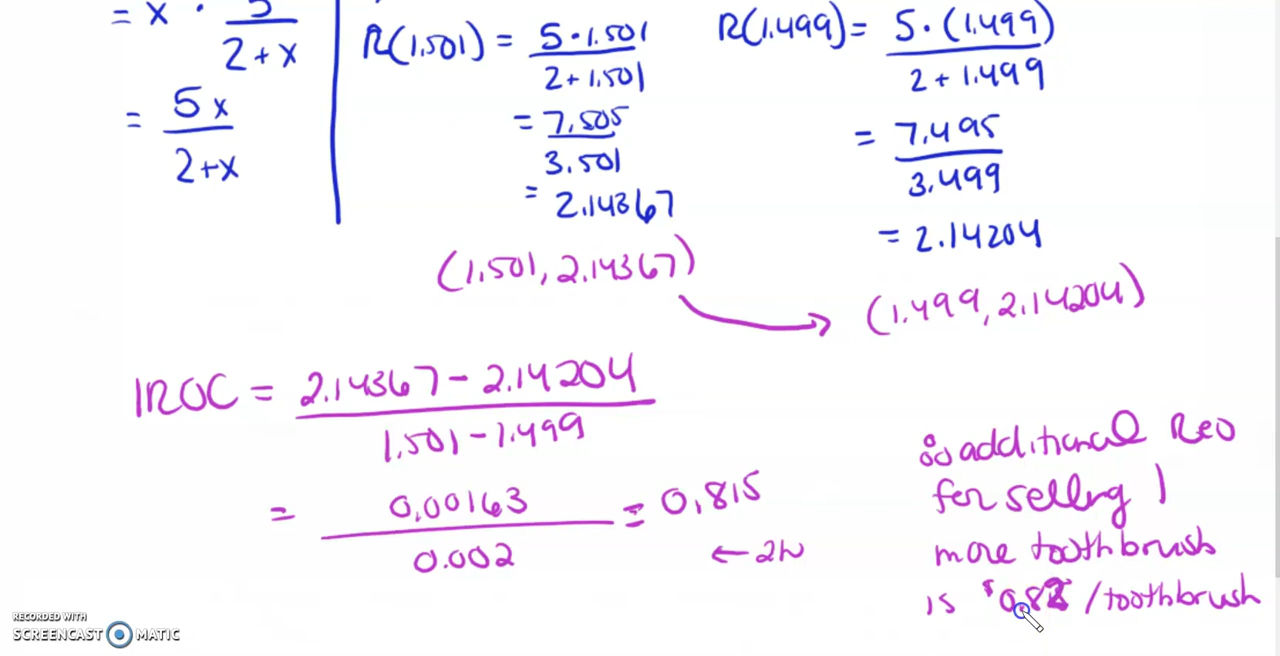 = x · 5
2+x
= 5x
2+x
R(1.501) = 5·1.501
2+1.501
= 7.505
3.501
= 2.14367
(1.501, 2.14367)
R(1.499) = 5·(1.499)
2+1.499
= 7.495
3.499
= 2.14204
(1.499, 2.14204)
IROC = 2.14367 - 2.14204
1.501 - 1.499
= 0.00163 = 0.815
0.002
← 2h
additional Rev
for selling 1
more toothbrush
is $0.82 /toothbrush
RECORDED WITH
SCREENCAST MATIC